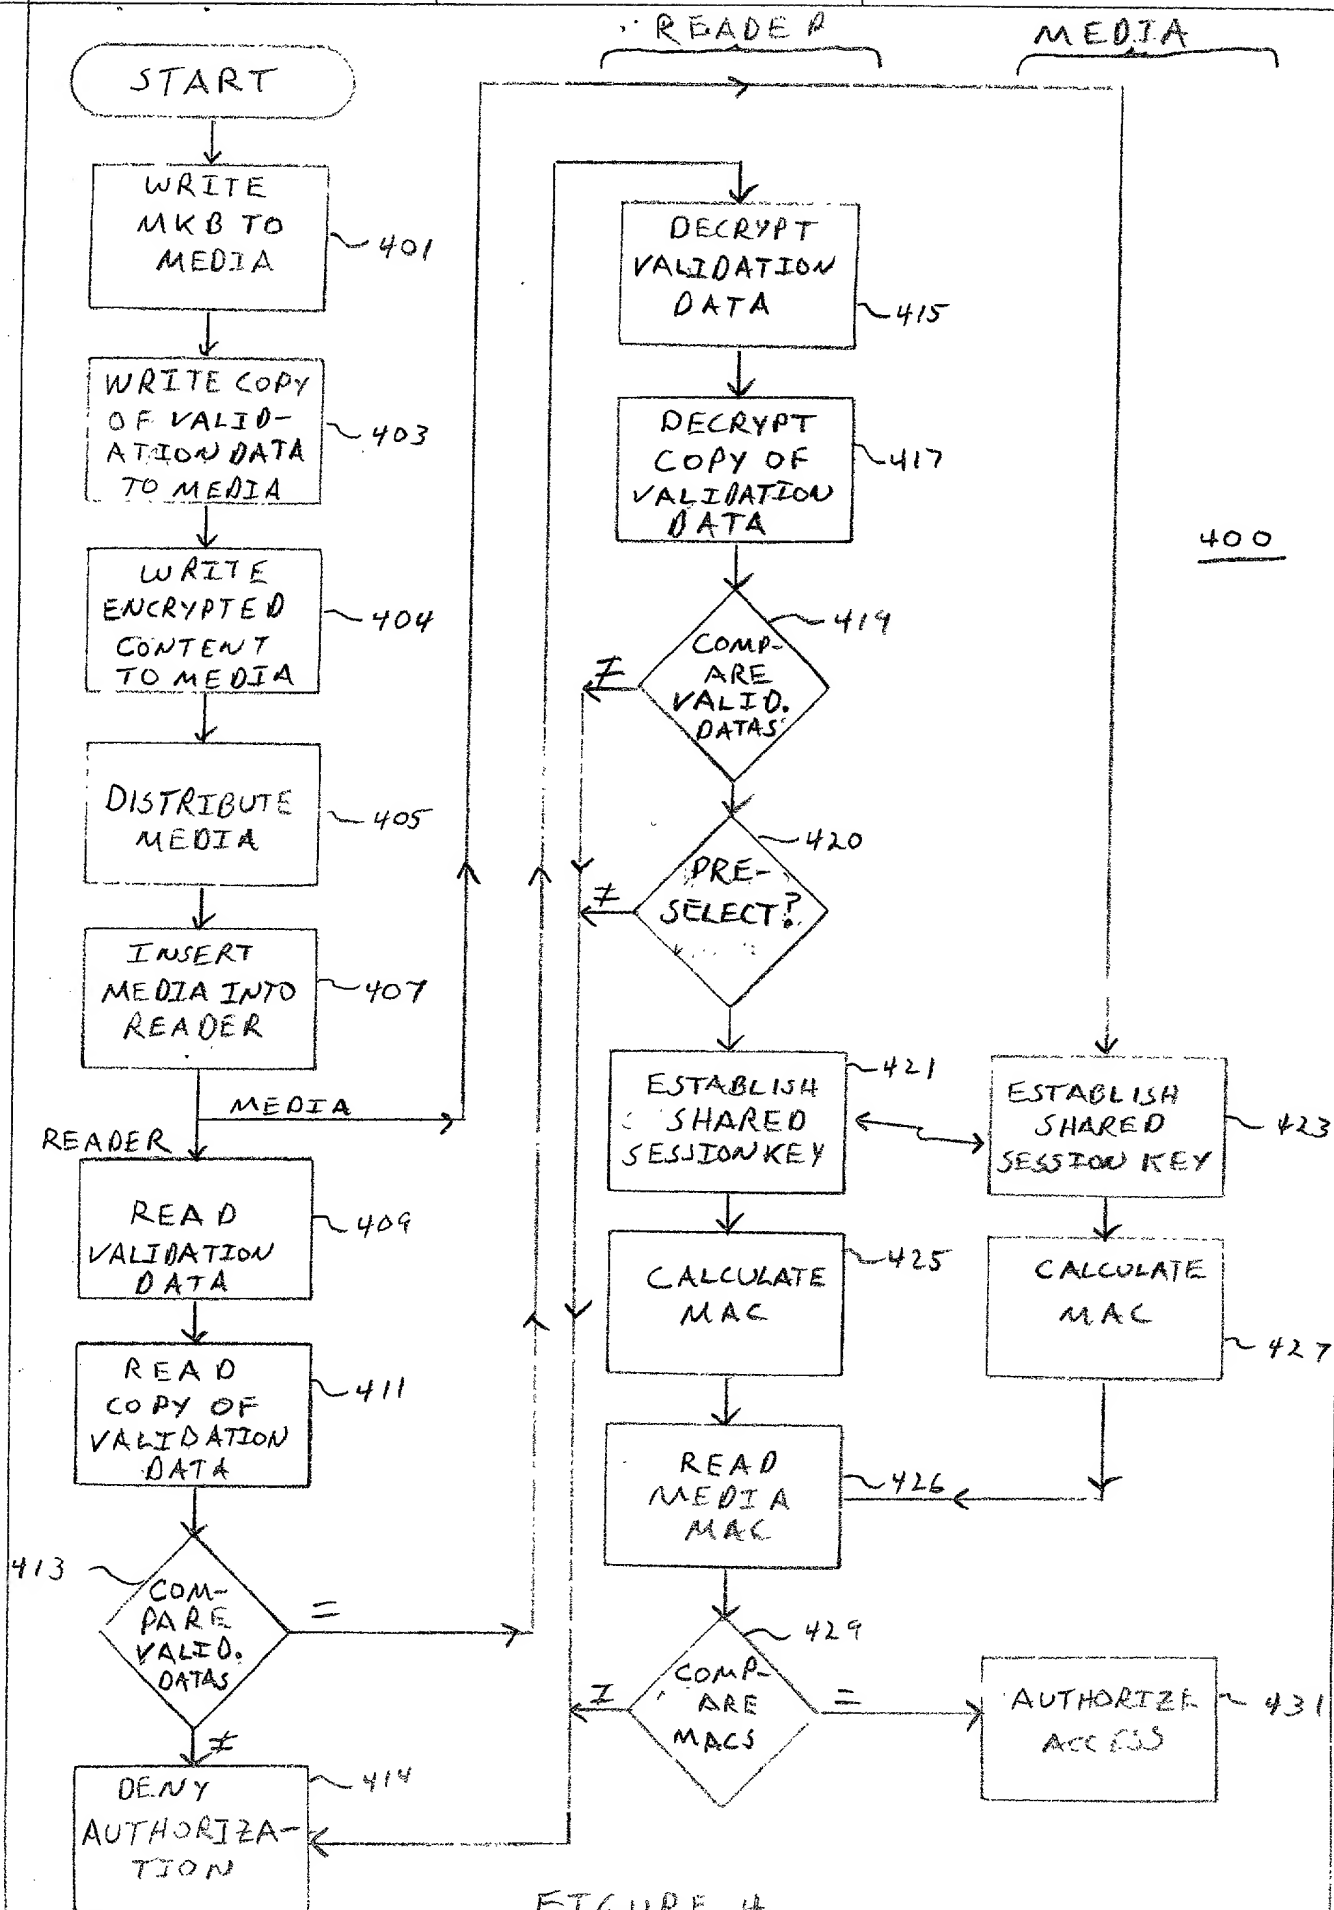 READER
MEDIA
START
WRITE
MKB TO
MEDIA
401
WRITE COPY
OF VALID-
ATION DATA
TO MEDIA
403
WRITE
ENCRYPTED
CONTENT
TO MEDIA
404
DISTRIBUTE
MEDIA
405
INSERT
MEDIA INTO
READER
407
MEDIA
READER
READ
VALIDATION
DATA
409
READ
COPY OF
VALIDATION
DATA
411
413
COM-
PARE
VALID.
DATAS
=
≠
DENY
AUTHORIZA-
TION
414
DECRYPT
VALIDATION
DATA
415
DECRYPT
COPY OF
VALIDATION
DATA
417
400
COMP-
ARE
VALID.
DATAS
419
≠
PRE-
SELECT?
420
≠
ESTABLISH
SHARED
SESSION KEY
421
ESTABLISH
SHARED
SESSION KEY
423
CALCULATE
MAC
425
CALCULATE
MAC
427
READ
MEDIA
MAC
426
COMP-
ARE
MACS
429
≠
=
AUTHORIZE
ACCESS
431
FIGURE 4